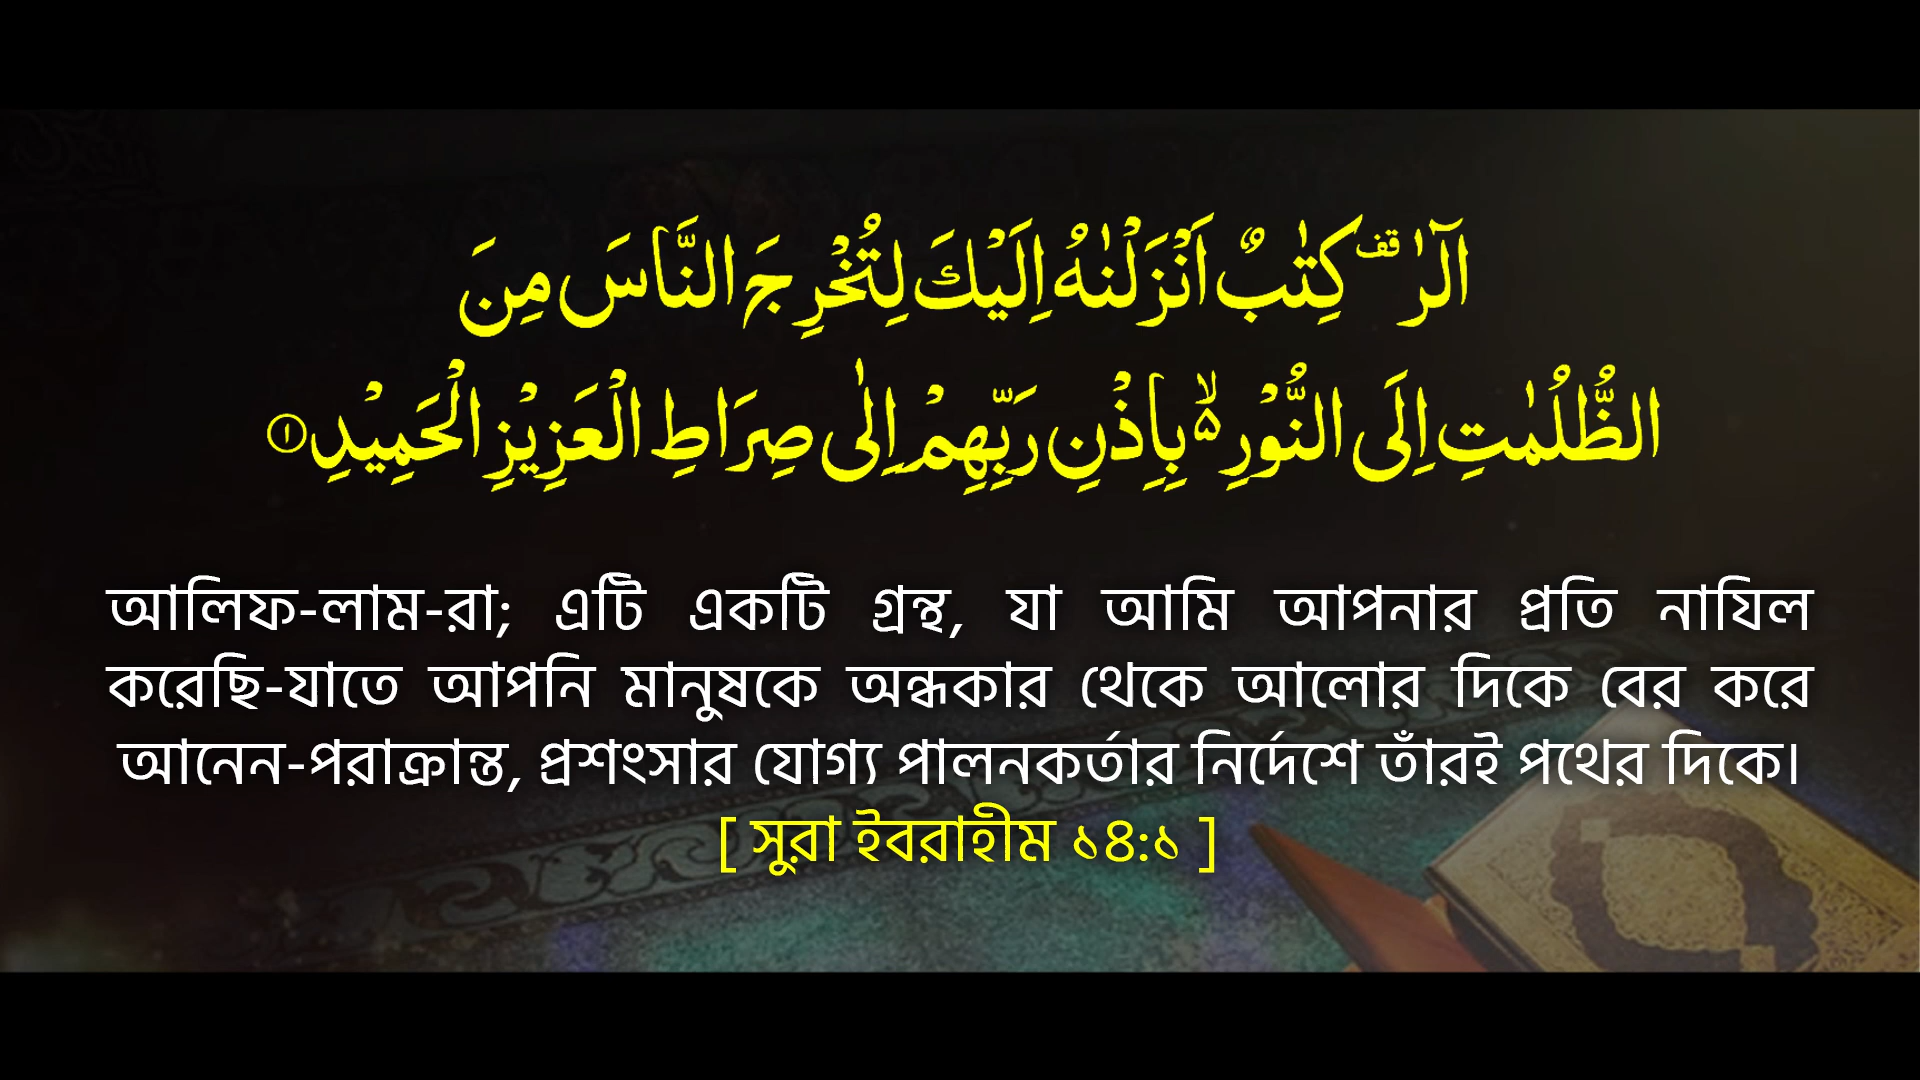 الٓرٰ ۫ كِتٰبٌ اَنْزَلْنٰهُ اِلَيْكَ لِتُخْرِجَ النَّاسَ مِنَ
الظُّلُمٰتِ اِلَى النُّوْرِ ۙ۬ بِاِذْنِ رَبِّهِمْ اِلٰى صِرَاطِ الْعَزِيْزِ الْحَمِيْدِ ①
আলিফ-লাম-রা; এটি একটি গ্রন্থ, যা আমি আপনার প্রতি নাযিল
করেছি-যাতে আপনি মানুষকে অন্ধকার থেকে আলোর দিকে বের করে
আনেন-পরাক্রান্ত, প্রশংসার যোগ্য পালনকর্তার নির্দেশে তাঁরই পথের দিকে।
[ সুরা ইবরাহীম ১৪:১ ]